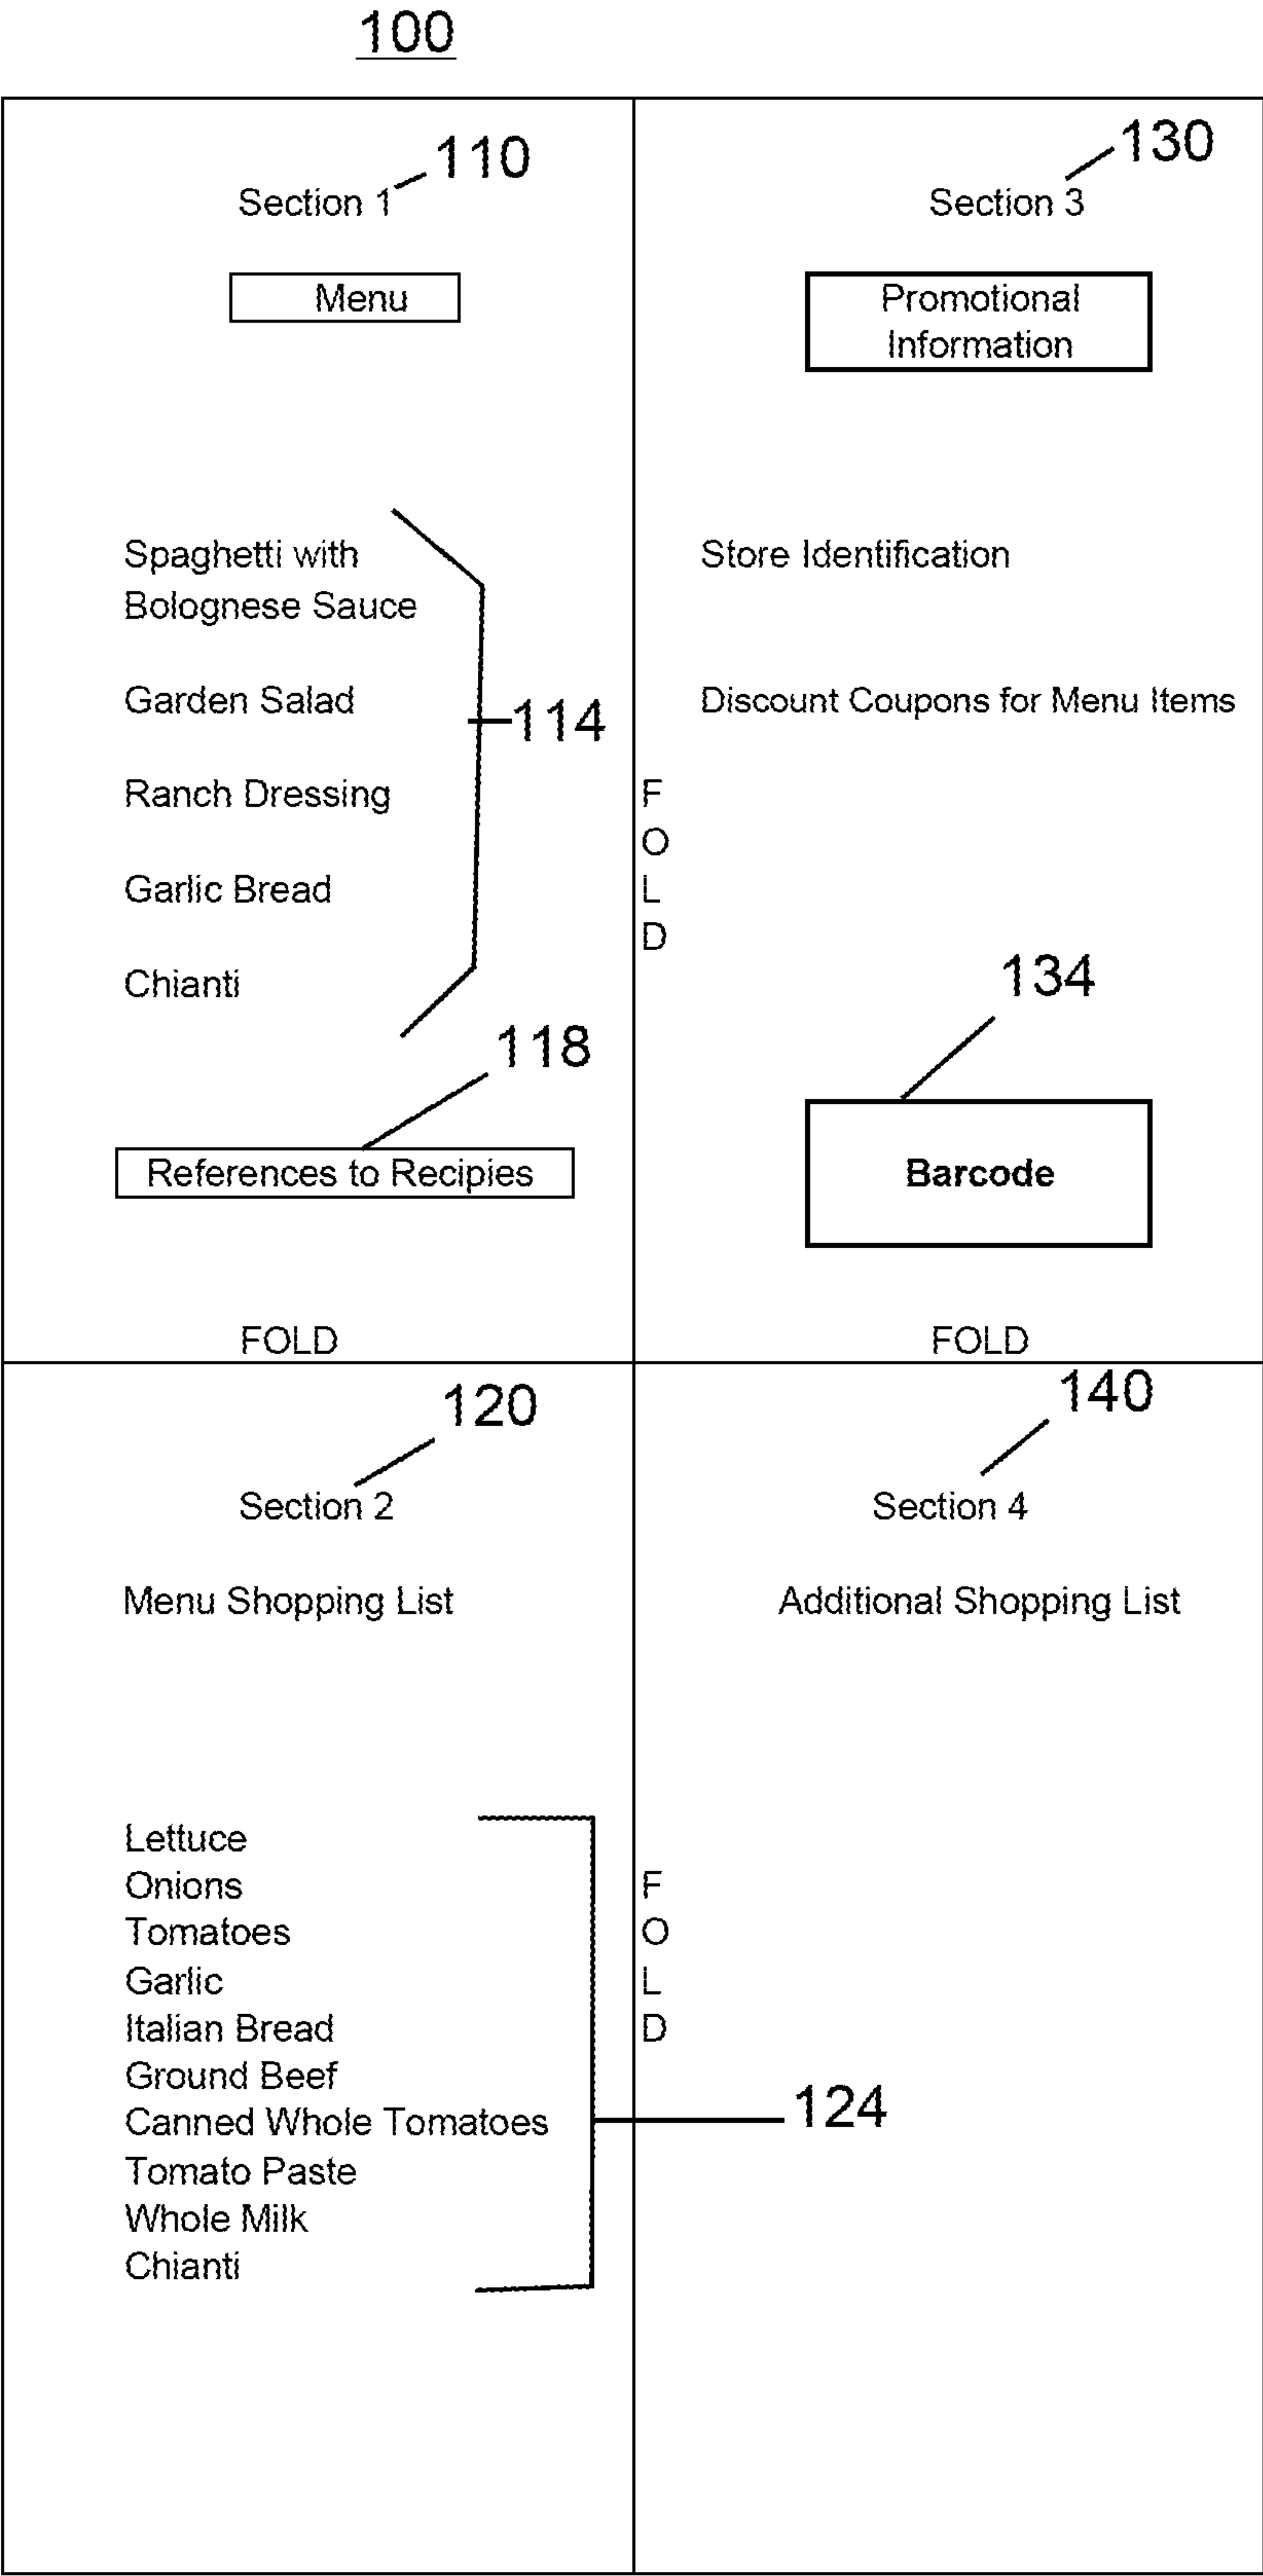 100
110
Section 1
Menu
Spaghetti with
Bolognese Sauce
Garden Salad
114
Ranch Dressing
Garlic Bread
Chianti
118
References to Recipies
FOLD
130
Section 3
Promotional
Information
Store Identification
Discount Coupons for Menu Items
F
O
L
D
134
Barcode
FOLD
120
Section 2
Menu Shopping List
Lettuce
Onions
Tomatoes
Garlic
Italian Bread
Ground Beef
Canned Whole Tomatoes
Tomato Paste
Whole Milk
Chianti
140
Section 4
Additional Shopping List
F
O
L
D
124